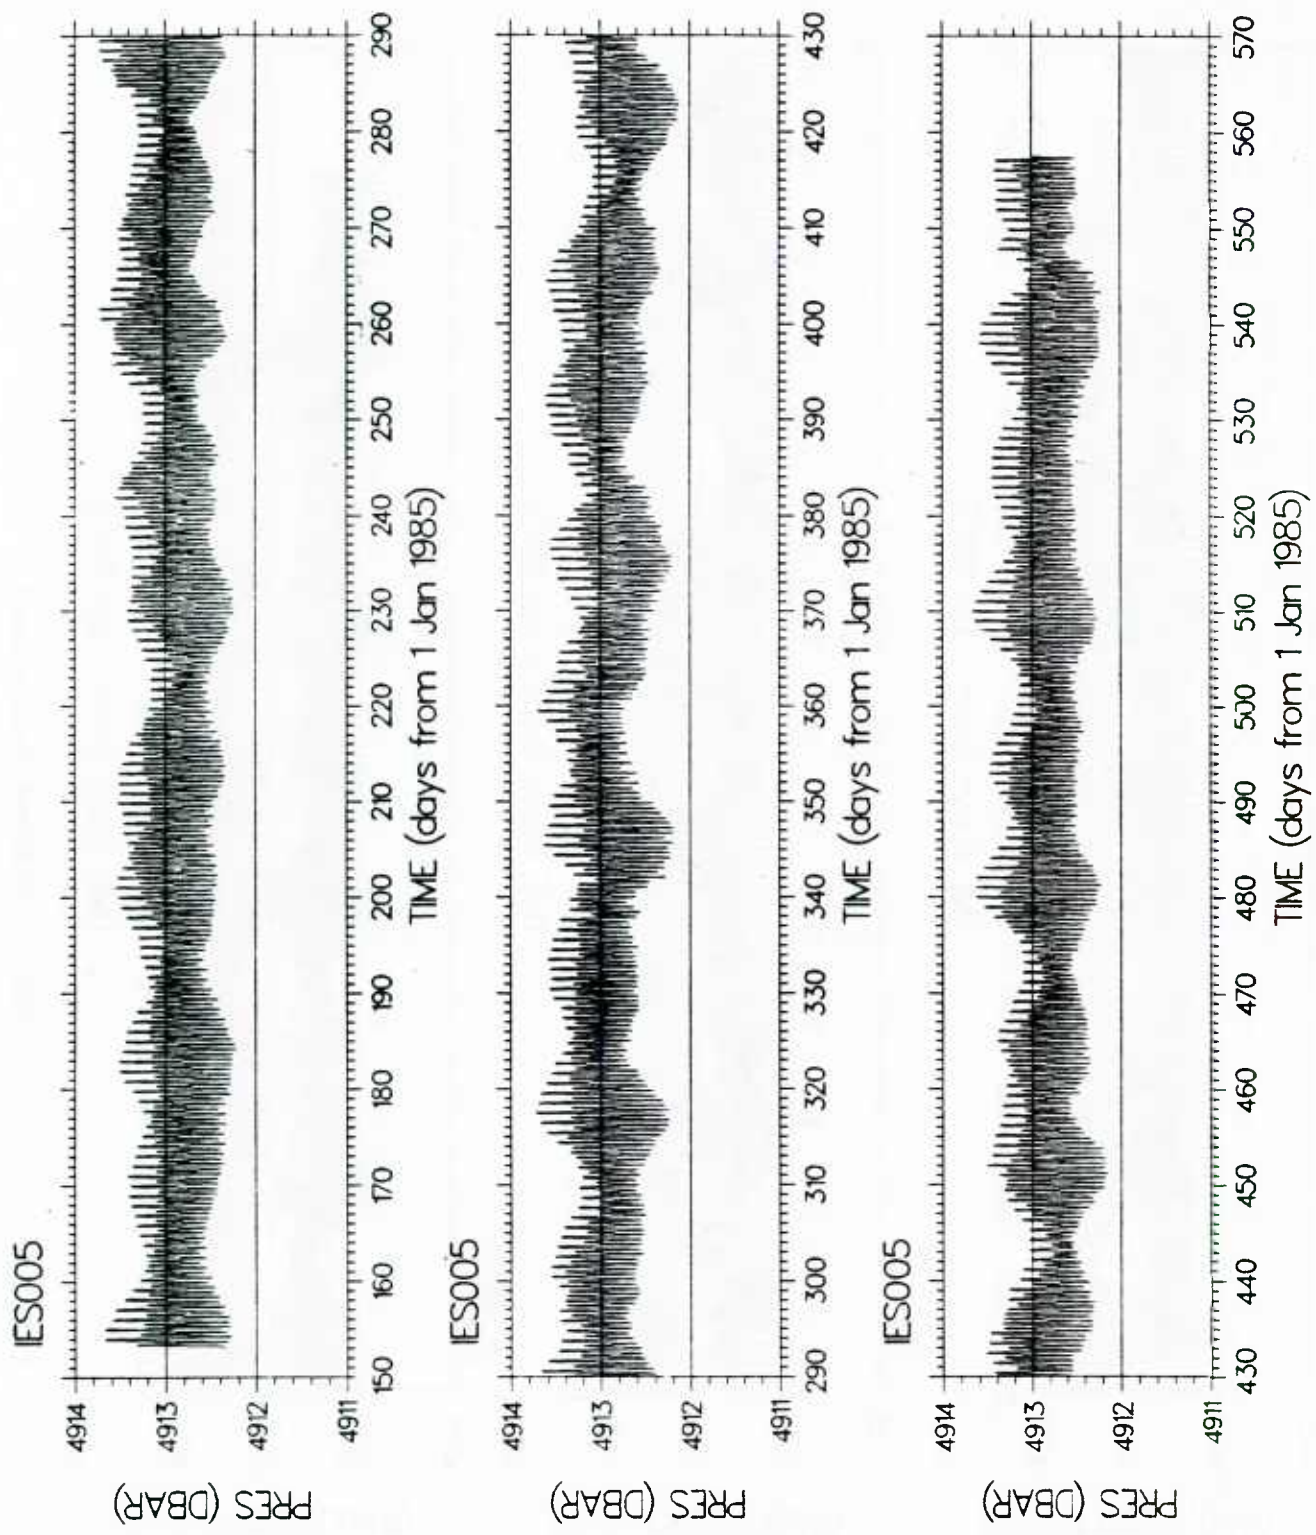 IES005
PRES (DBAR)
4914
4913
4912
4911
150 160 170 180 190 200 210 220 230 240 250 260 270 280 290
TIME (days from 1 Jan 1985)
IES005
PRES (DBAR)
4914
4913
4912
4911
290 300 310 320 330 340 350 360 370 380 390 400 410 420 430
TIME (days from 1 Jan 1985)
IES005
PRES (DBAR)
4914
4913
4912
4911
430 440 450 460 470 480 490 500 510 520 530 540 550 560 570
TIME (days from 1 Jan 1985)